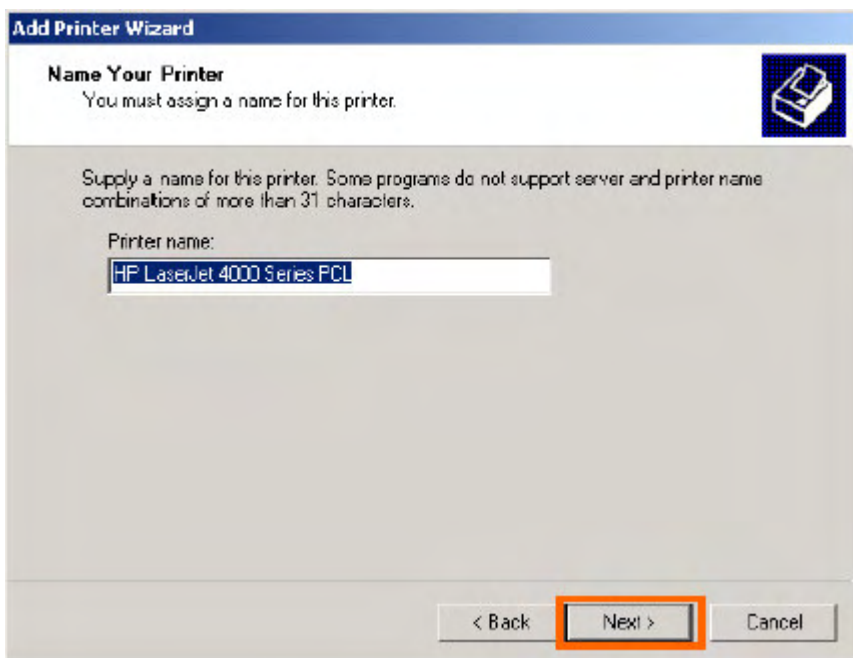 Add Printer Wizard
Name Your Printer
You must assign a name for this printer.
Supply a name for this printer. Some programs do not support server and printer name
combinations of more than 31 characters.
Printer name:
HP LaserJet 4000 Series PCL
< Back
Next >
Cancel